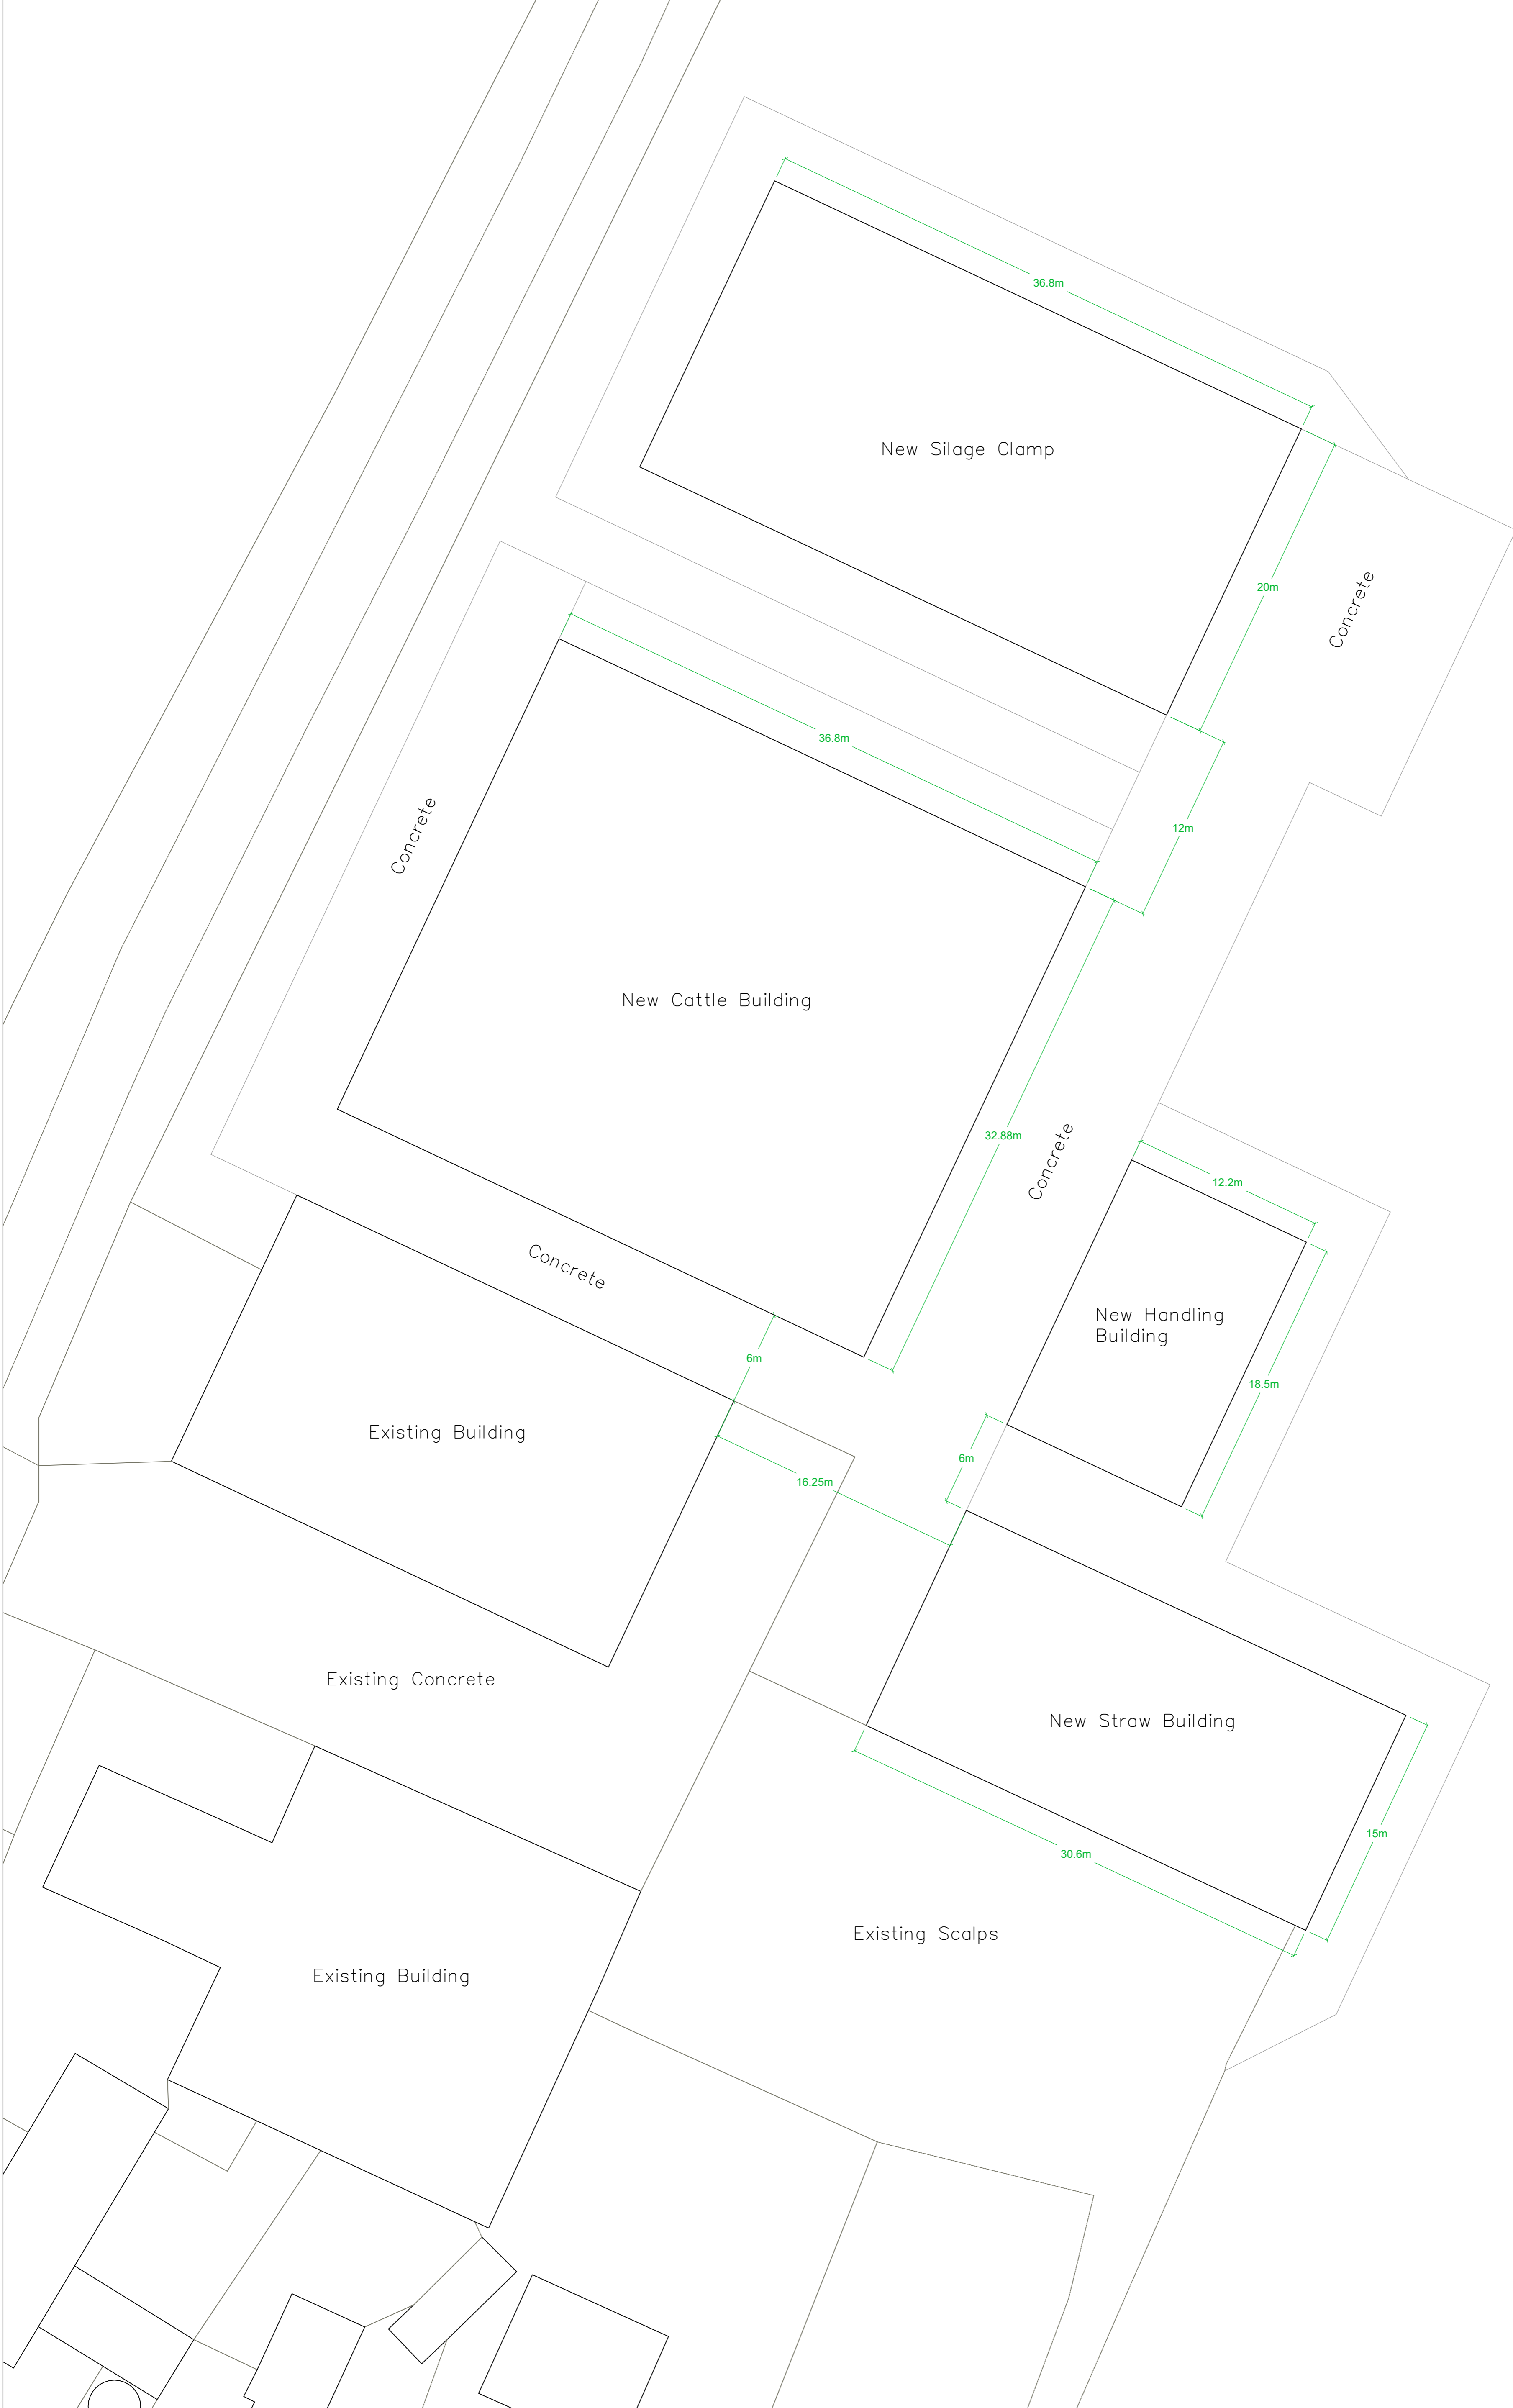 36.8m
New Silage Clamp
20m
Concrete
36.8m
12m
Concrete
New Cattle Building
32.88m
Concrete
12.2m
Concrete
New Handling
Building
6m
18.5m
Existing Building
6m
16.25m
Existing Concrete
New Straw Building
15m
30.6m
Existing Scalps
Existing Building